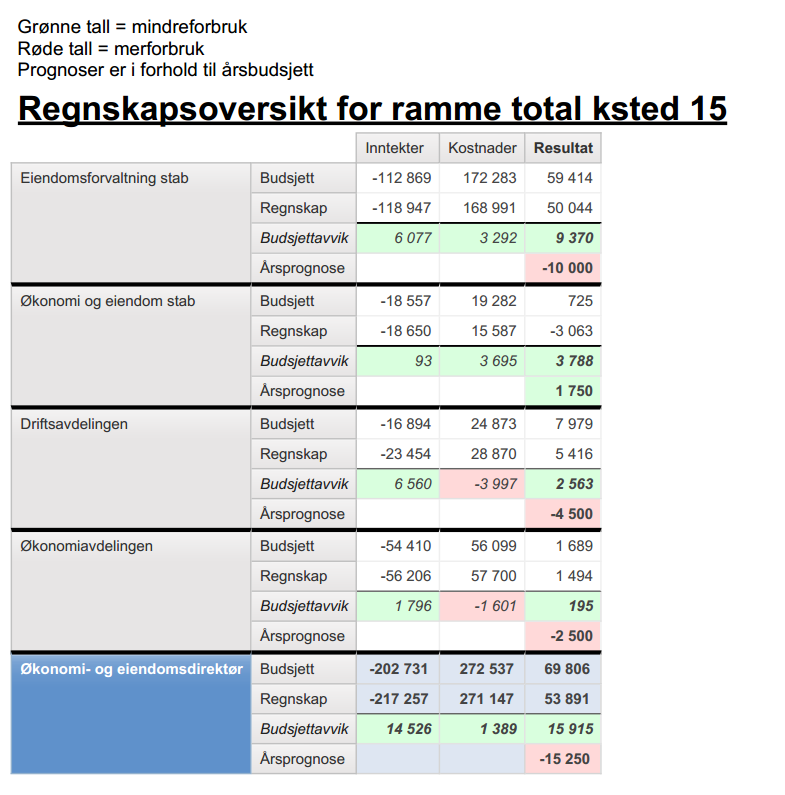 Grønne tall = mindreforbruk
Røde tall = merforbruk
Prognoser er i forhold til årsbudsjett
Regnskapsoversikt for ramme total ksted 15
Inntekter Kostnader Resultat
Eiendomsforvaltning stab Budsjett -112 869 172 283 59 414
Regnskap -118 947 168 991 50 044
Budsjettavvik 6 077 3 292 9 370
Årsprognose -10 000
Økonomi og eiendom stab Budsjett -18 557 19 282 725
Regnskap -18 650 15 587 -3 063
Budsjettavvik 93 3 695 3 788
Årsprognose 1 750
Driftsavdelingen Budsjett -16 894 24 873 7 979
Regnskap -23 454 28 870 5 416
Budsjettavvik 6 560 -3 997 2 563
Årsprognose -4 500
Økonomiavdelingen Budsjett -54 410 56 099 1 689
Regnskap -56 206 57 700 1 494
Budsjettavvik 1 796 -1 601 195
Årsprognose -2 500
Økonomi- og eiendomsdirektør Budsjett -202 731 272 537 69 806
Regnskap -217 257 271 147 53 891
Budsjettavvik 14 526 1 389 15 915
Årsprognose -15 250